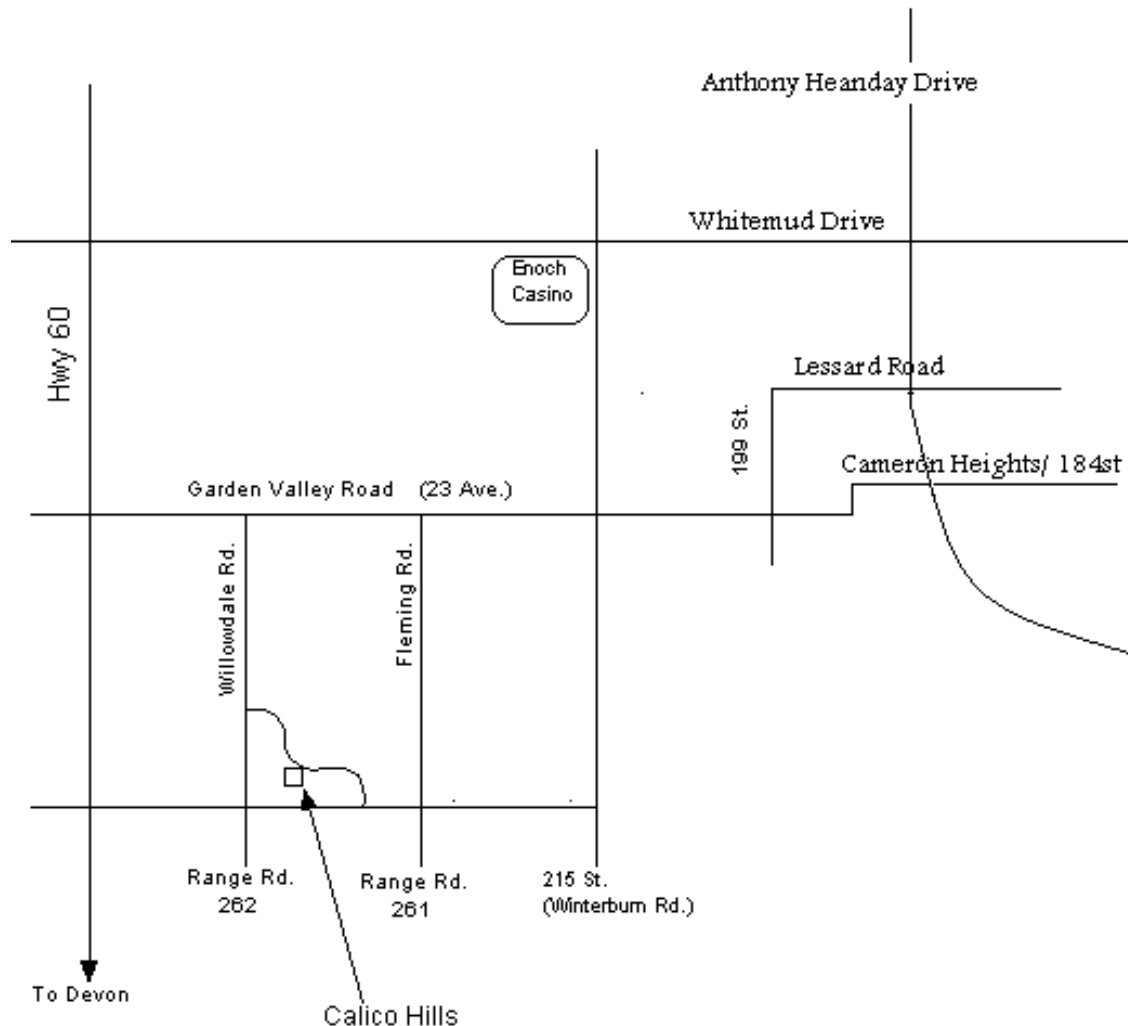 Anthony Heanday Drive
Whitemud Drive
Enoch
Casino
Hwy 60
Lessard Road
199 St.
Cameron Heights/ 184st
Garden Valley Road (23 Ave.)
Willowdale Rd.
Fleming Rd.
Range Rd.
262
Range Rd.
261
215 St.
(Winterburn Rd.)
To Devon
Calico Hills